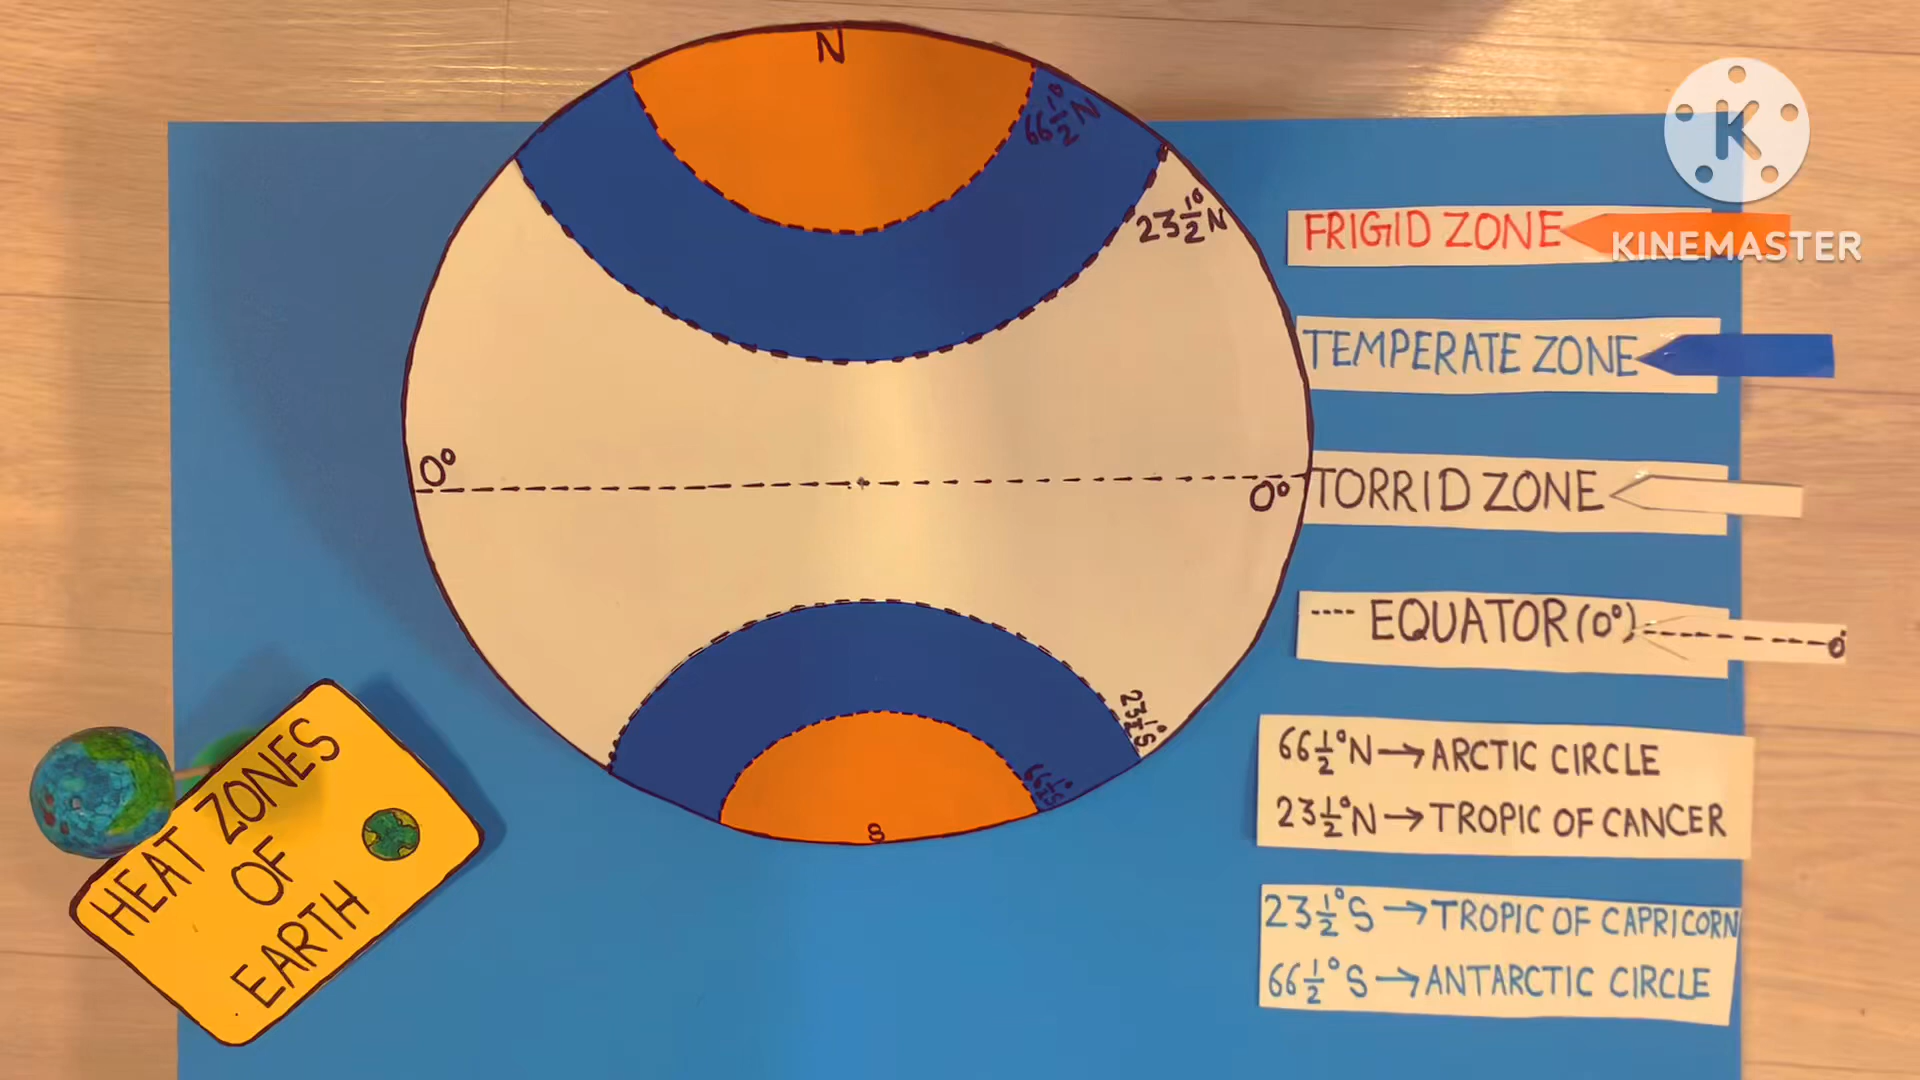 N
66½°N
23½°N
0°
0°
23½°S
66½°S
S
FRIGID ZONE
TEMPERATE ZONE
TORRID ZONE
---- EQUATOR (0°)
0°
66½°N → ARCTIC CIRCLE
23½°N → TROPIC OF CANCER
23½°S → TROPIC OF CAPRICORN
66½°S → ANTARCTIC CIRCLE
HEAT ZONES
OF
EARTH
K
KINEMASTER